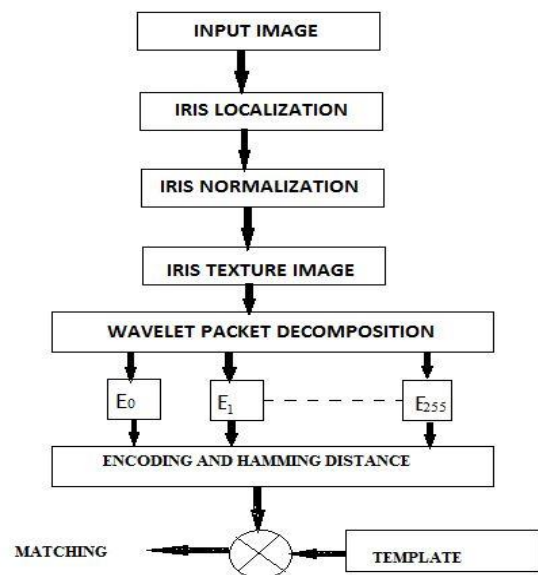 INPUT IMAGE
IRIS LOCALIZATION
IRIS NORMALIZATION
IRIS TEXTURE IMAGE
WAVELET PACKET DECOMPOSITION
E0 E1 E255
ENCODING AND HAMMING DISTANCE
MATCHING TEMPLATE